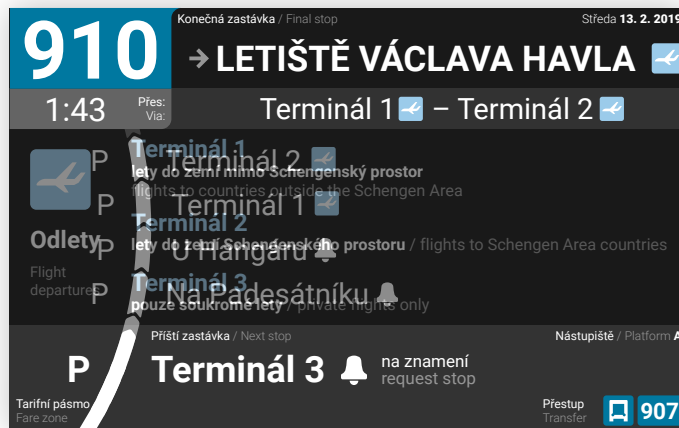 910
Konečná zastávka / Final stop
Středa 13. 2. 2019
→ LETIŠTĚ VÁCLAVA HAVLA
1:43
Přes:
Via:
Terminál 1 – Terminál 2
Odlety
Flight
departures
Terminál 1
lety do zemí mimo Schengenský prostor
flights to countries outside the Schengen Area
Terminál 2
lety do zemí Schengenského prostoru / flights to Schengen Area countries
Terminál 3
pouze soukromé lety / private flights only
P Terminál 2
P Terminál 1
P U Hangáru
P Na Padesátníku
Příští zastávka / Next stop
Nástupiště / Platform A
P
Terminál 3
na znamení
request stop
Tarifní pásmo
Fare zone
Přestup
Transfer
907